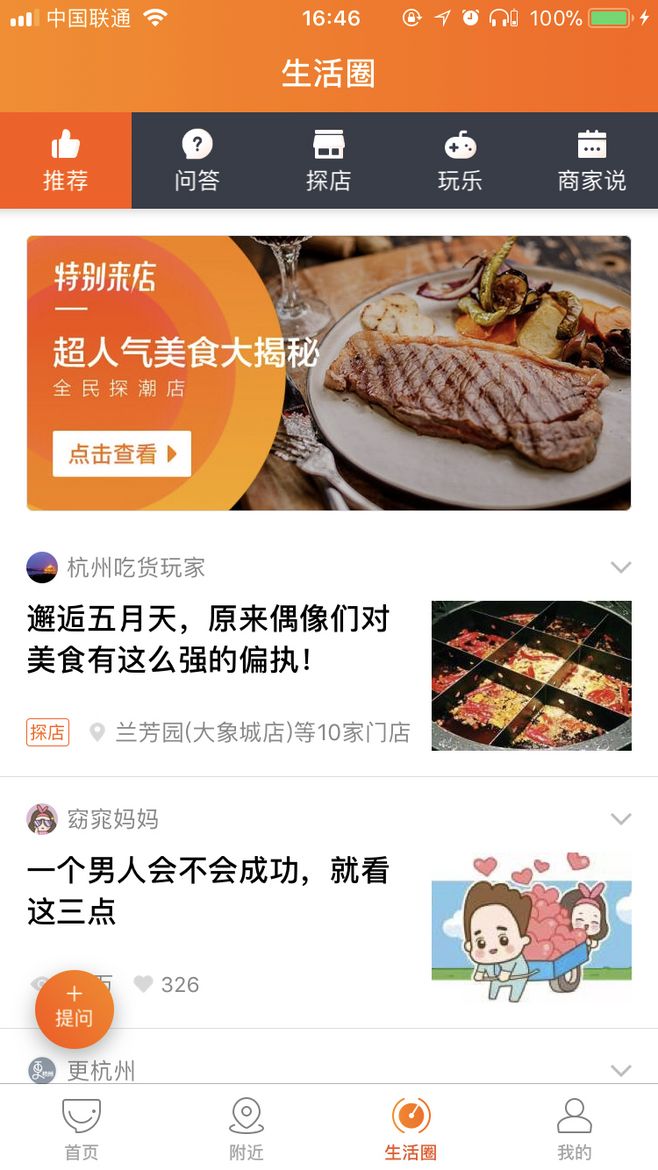 中国联通 16:46 100%
生活圈
推荐 问答 探店 玩乐 商家说
特别来店
超人气美食大揭秘
全民探潮店
点击查看
杭州吃货玩家
邂逅五月天，原来偶像们对
美食有这么强的偏执！
探店 兰芳园(大象城店)等10家门店
窈窕妈妈
一个男人会不会成功，就看
这三点
万 326
+
提问
更杭州
首页 附近 生活圈 我的